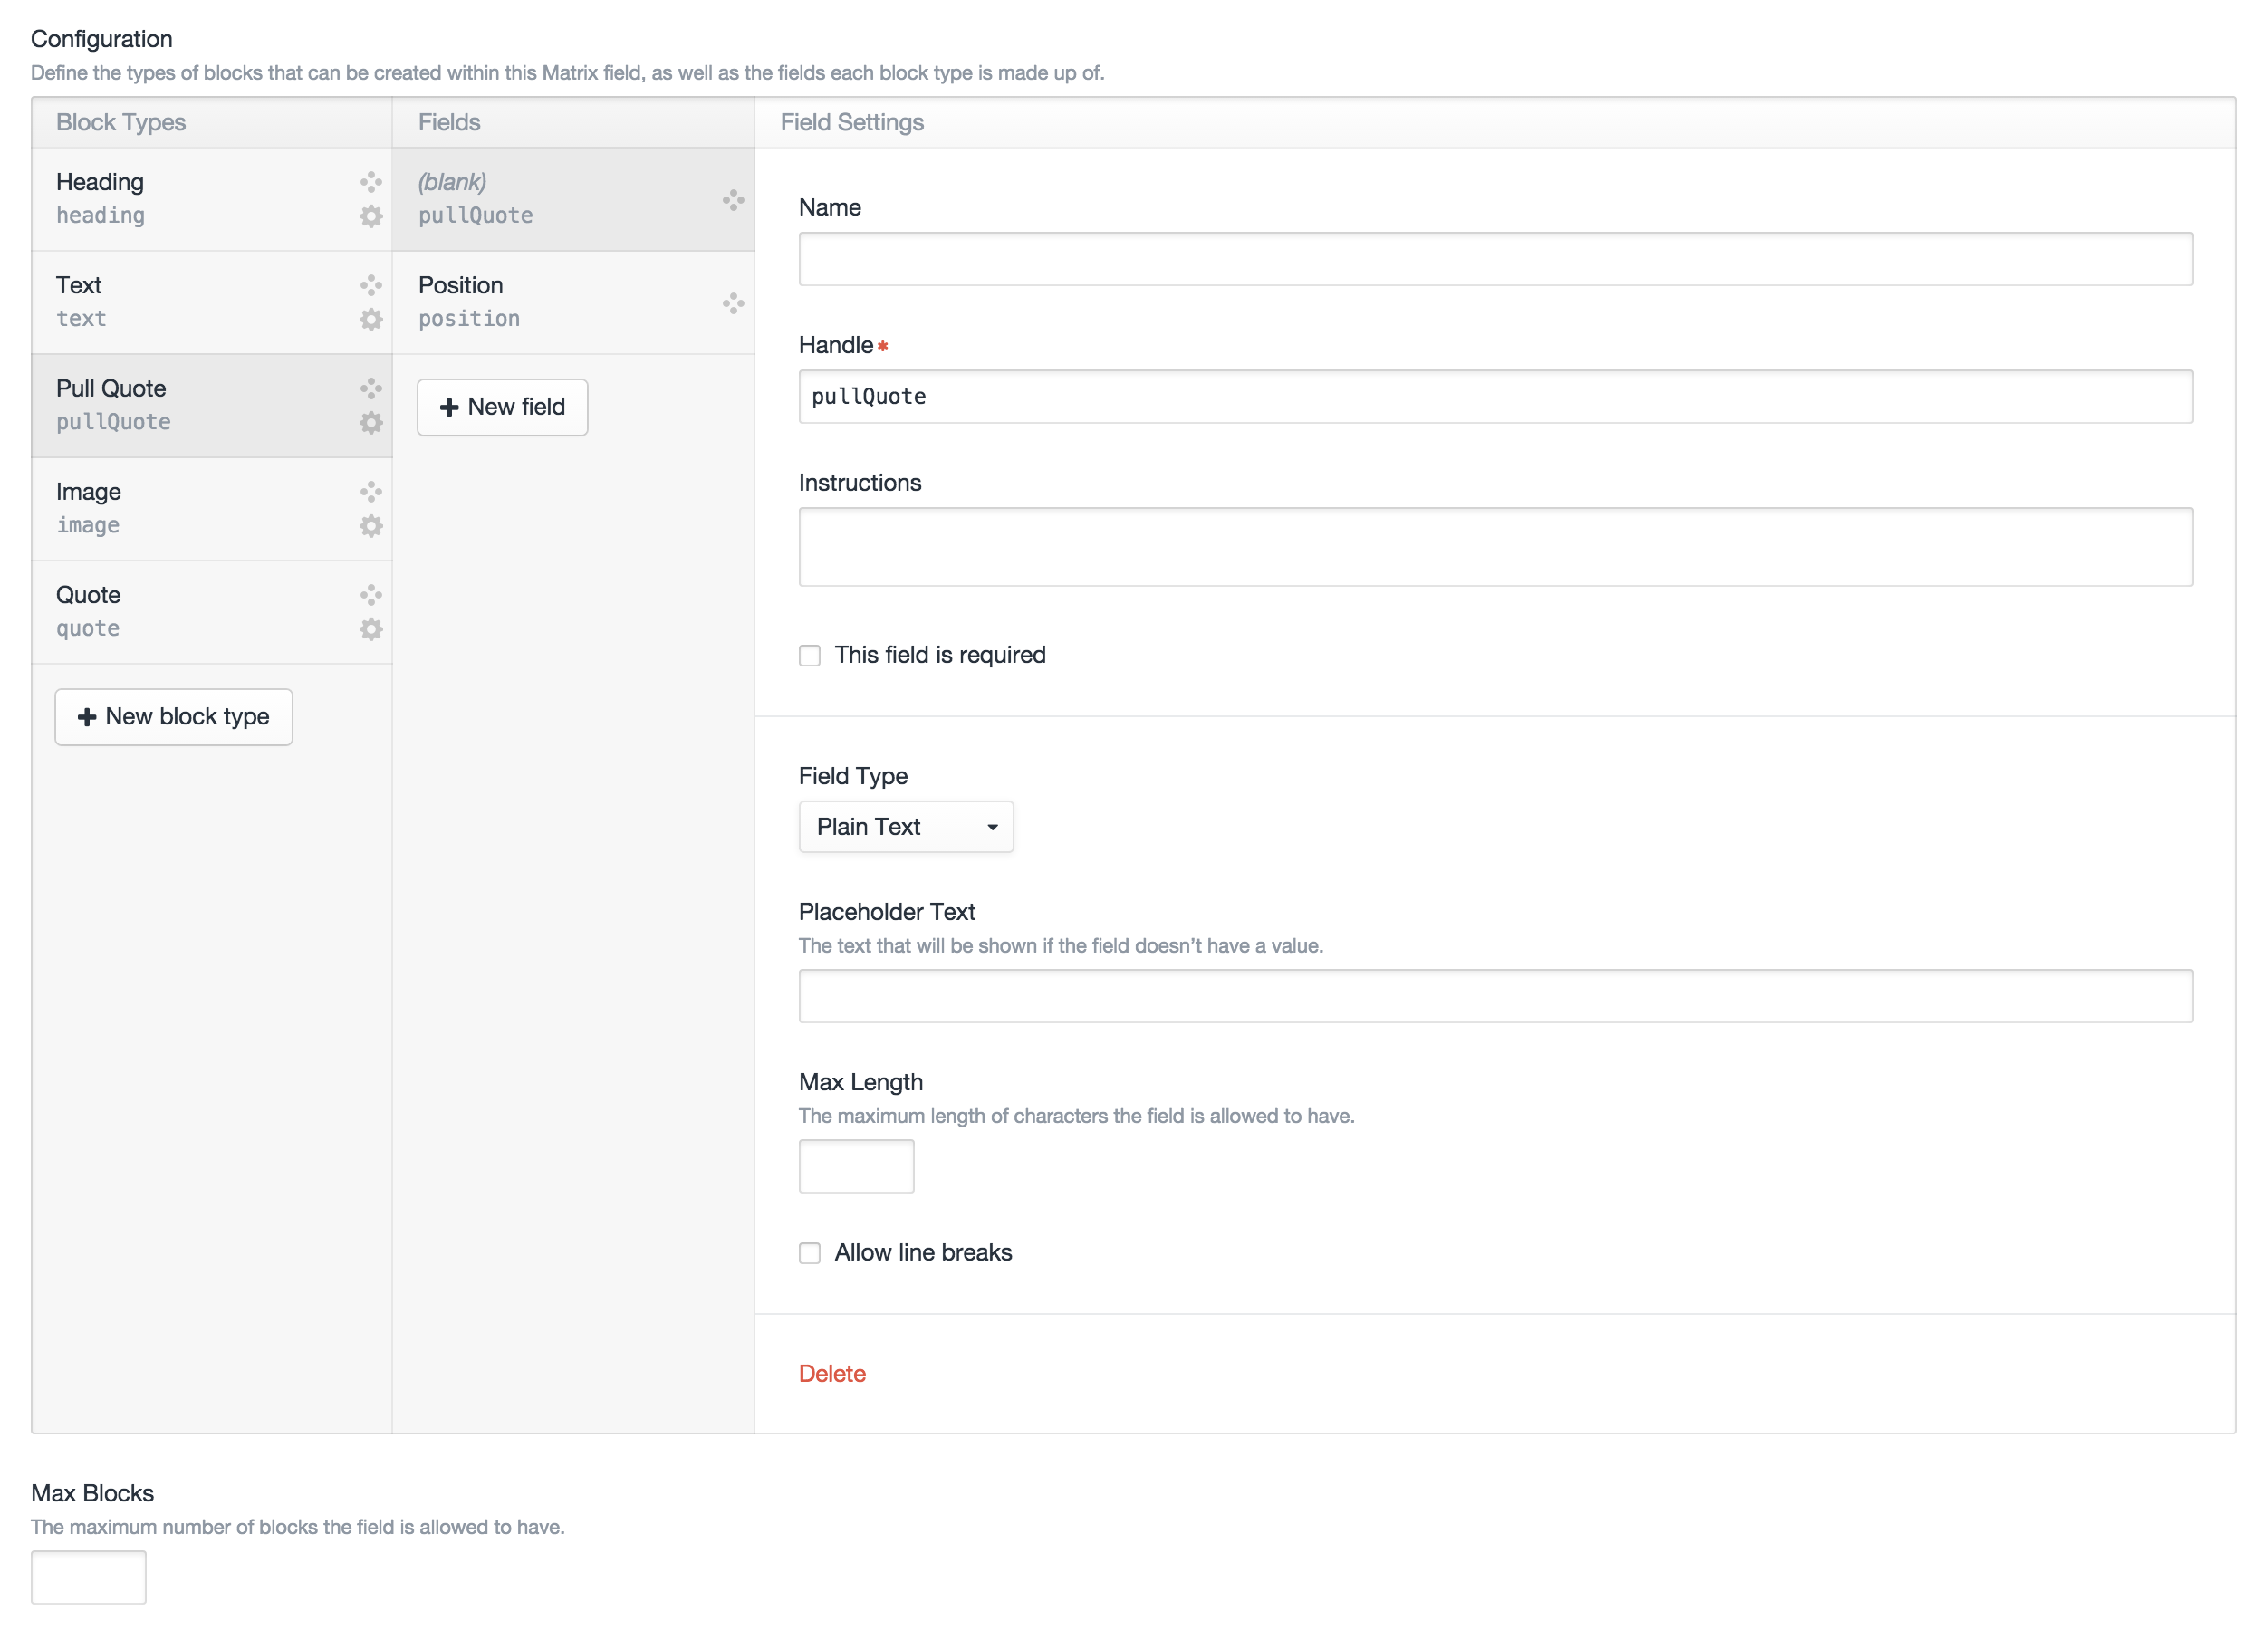 Configuration
Define the types of blocks that can be created within this Matrix field, as well as the fields each block type is made up of.
Block Types
Heading
heading
Text
text
Pull Quote
pullQuote
Image
image
Quote
quote
New block type
Fields
(blank)
pullQuote
Position
position
New field
Field Settings
Name
Handle*
pullQuote
Instructions
This field is required
Field Type
Plain Text
Placeholder Text
The text that will be shown if the field doesn’t have a value.
Max Length
The maximum length of characters the field is allowed to have.
Allow line breaks
Delete
Max Blocks
The maximum number of blocks the field is allowed to have.